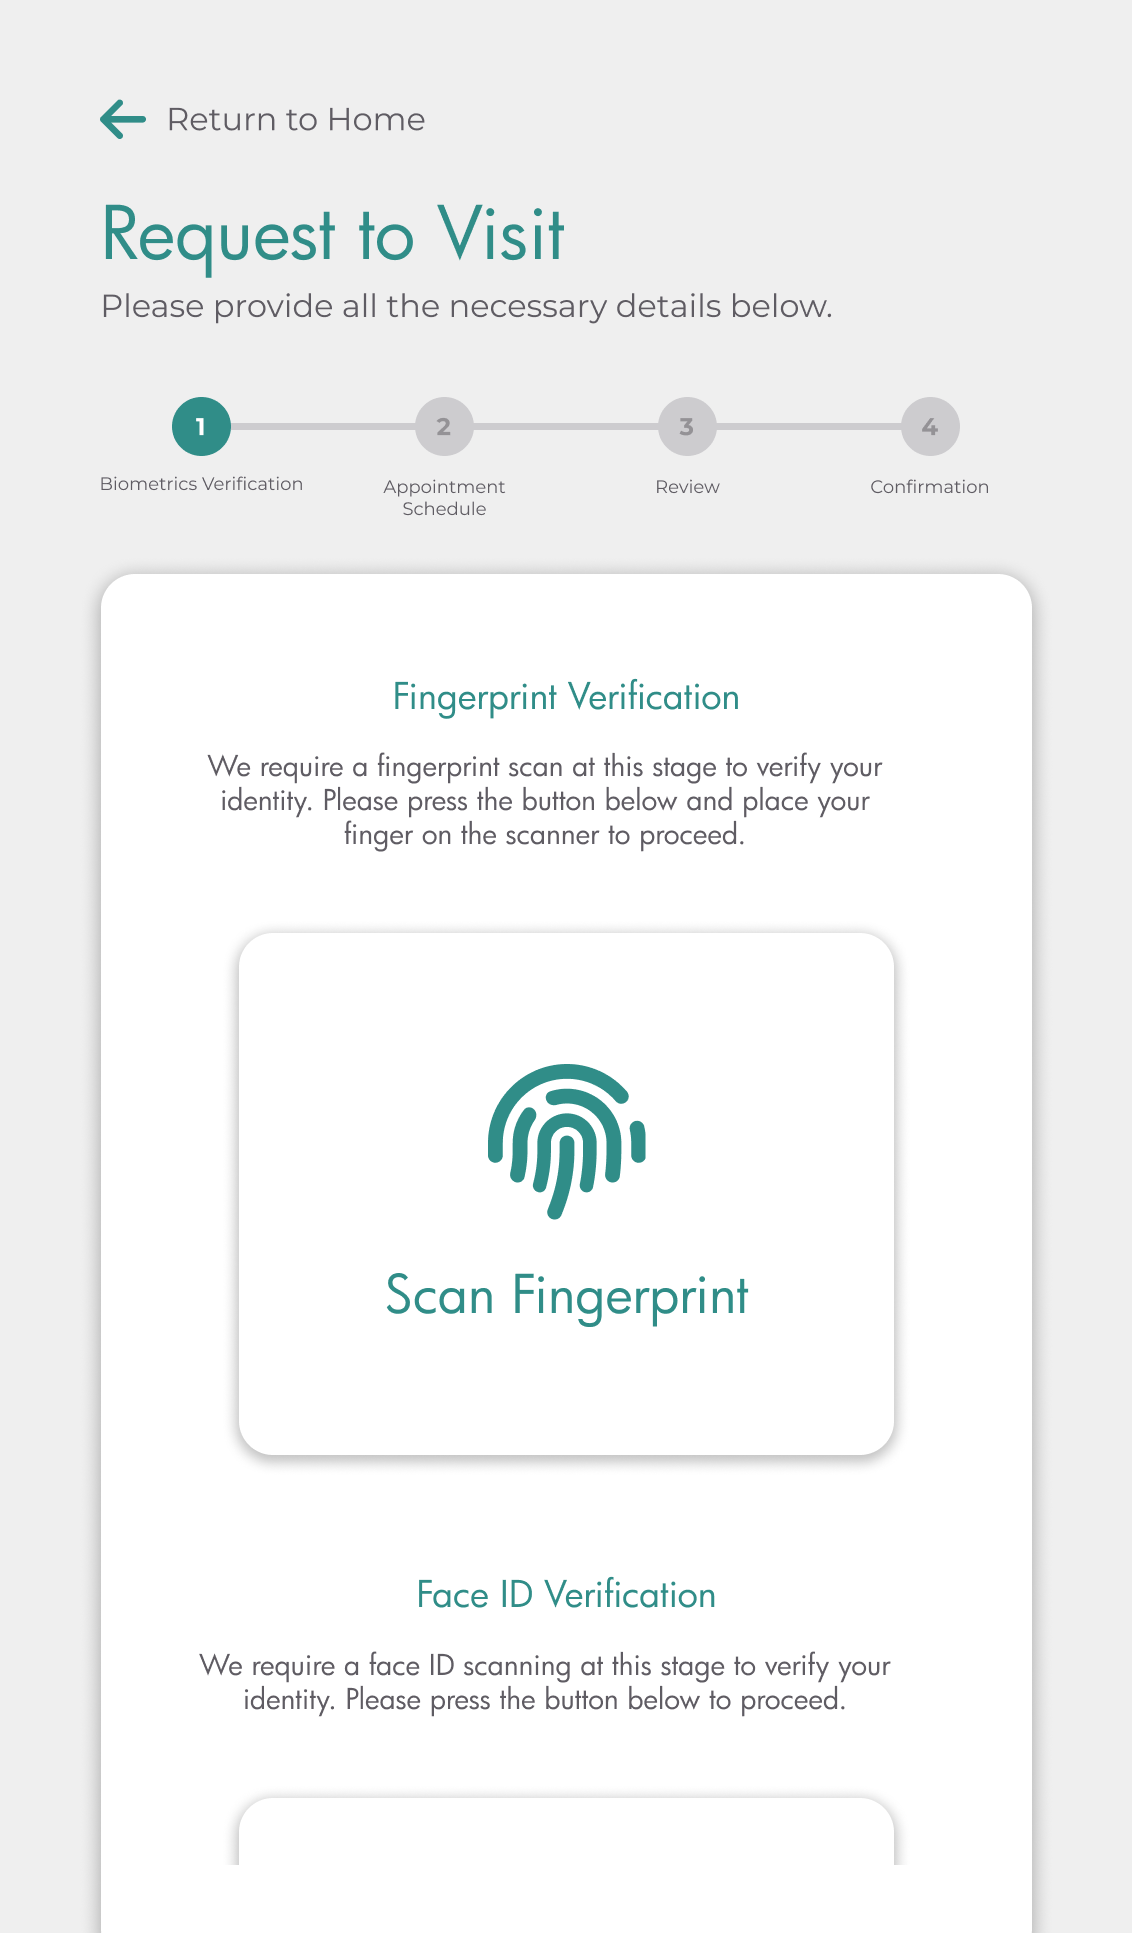 Return to Home
Request to Visit
Please provide all the necessary details below.
1
2
3
4
Biometrics Verification
Appointment
Schedule
Review
Confirmation
Fingerprint Verification
We require a fingerprint scan at this stage to verify your
identity. Please press the button below and place your
finger on the scanner to proceed.
Scan Fingerprint
Face ID Verification
We require a face ID scanning at this stage to verify your
identity. Please press the button below to proceed.